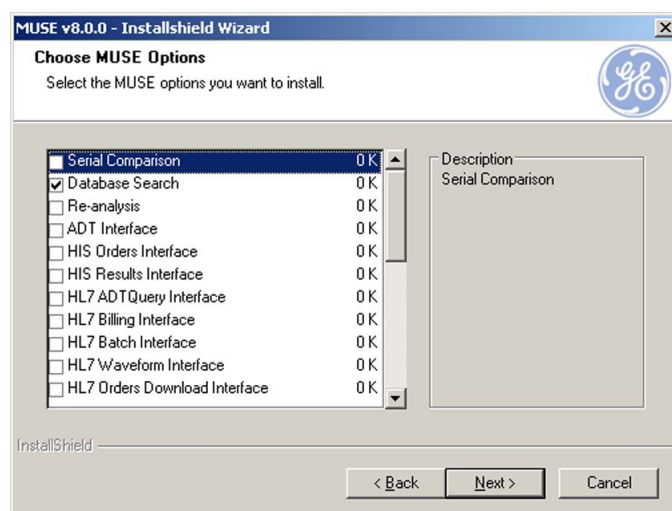 MUSE v8.0.0 - Installshield Wizard
Choose MUSE Options
Select the MUSE options you want to install.
GE
Serial Comparison 0 K
Database Search 0 K
Re-analysis 0 K
ADT Interface 0 K
HIS Orders Interface 0 K
HIS Results Interface 0 K
HL7 ADTQuery Interface 0 K
HL7 Billing Interface 0 K
HL7 Batch Interface 0 K
HL7 Waveform Interface 0 K
HL7 Orders Download Interface 0 K
Description
Serial Comparison
InstallShield
< Back
Next >
Cancel